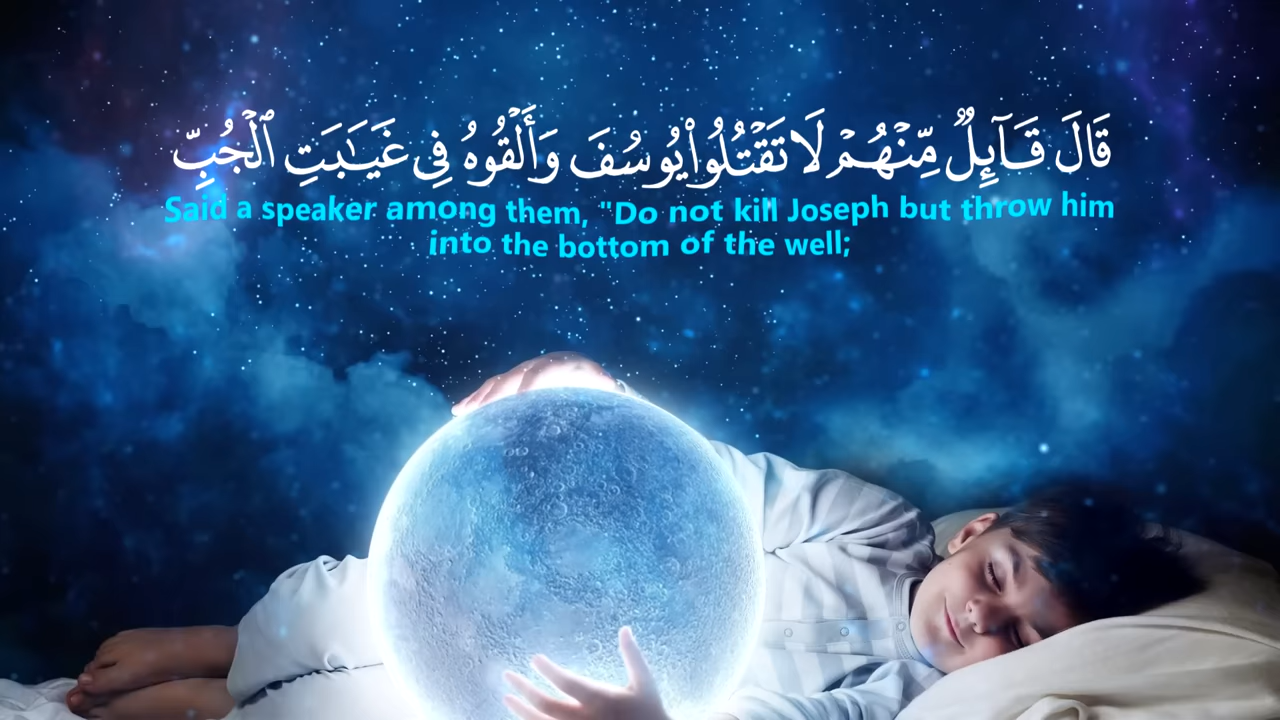 قَالَ قَآئِلٌ مِّنْهُمْ لَا تَقْتُلُوا۟ يُوسُفَ وَأَلْقُوهُ فِى غَيَـٰبَتِ ٱلْجُبِّ
Said a speaker among them, "Do not kill Joseph but throw him
into the bottom of the well;